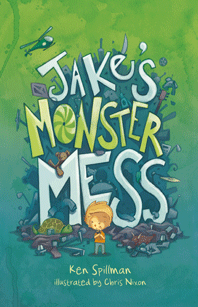 JAKE'S
MONSTER
MESS
Ken Spillman
illustrated by Chris Nixon